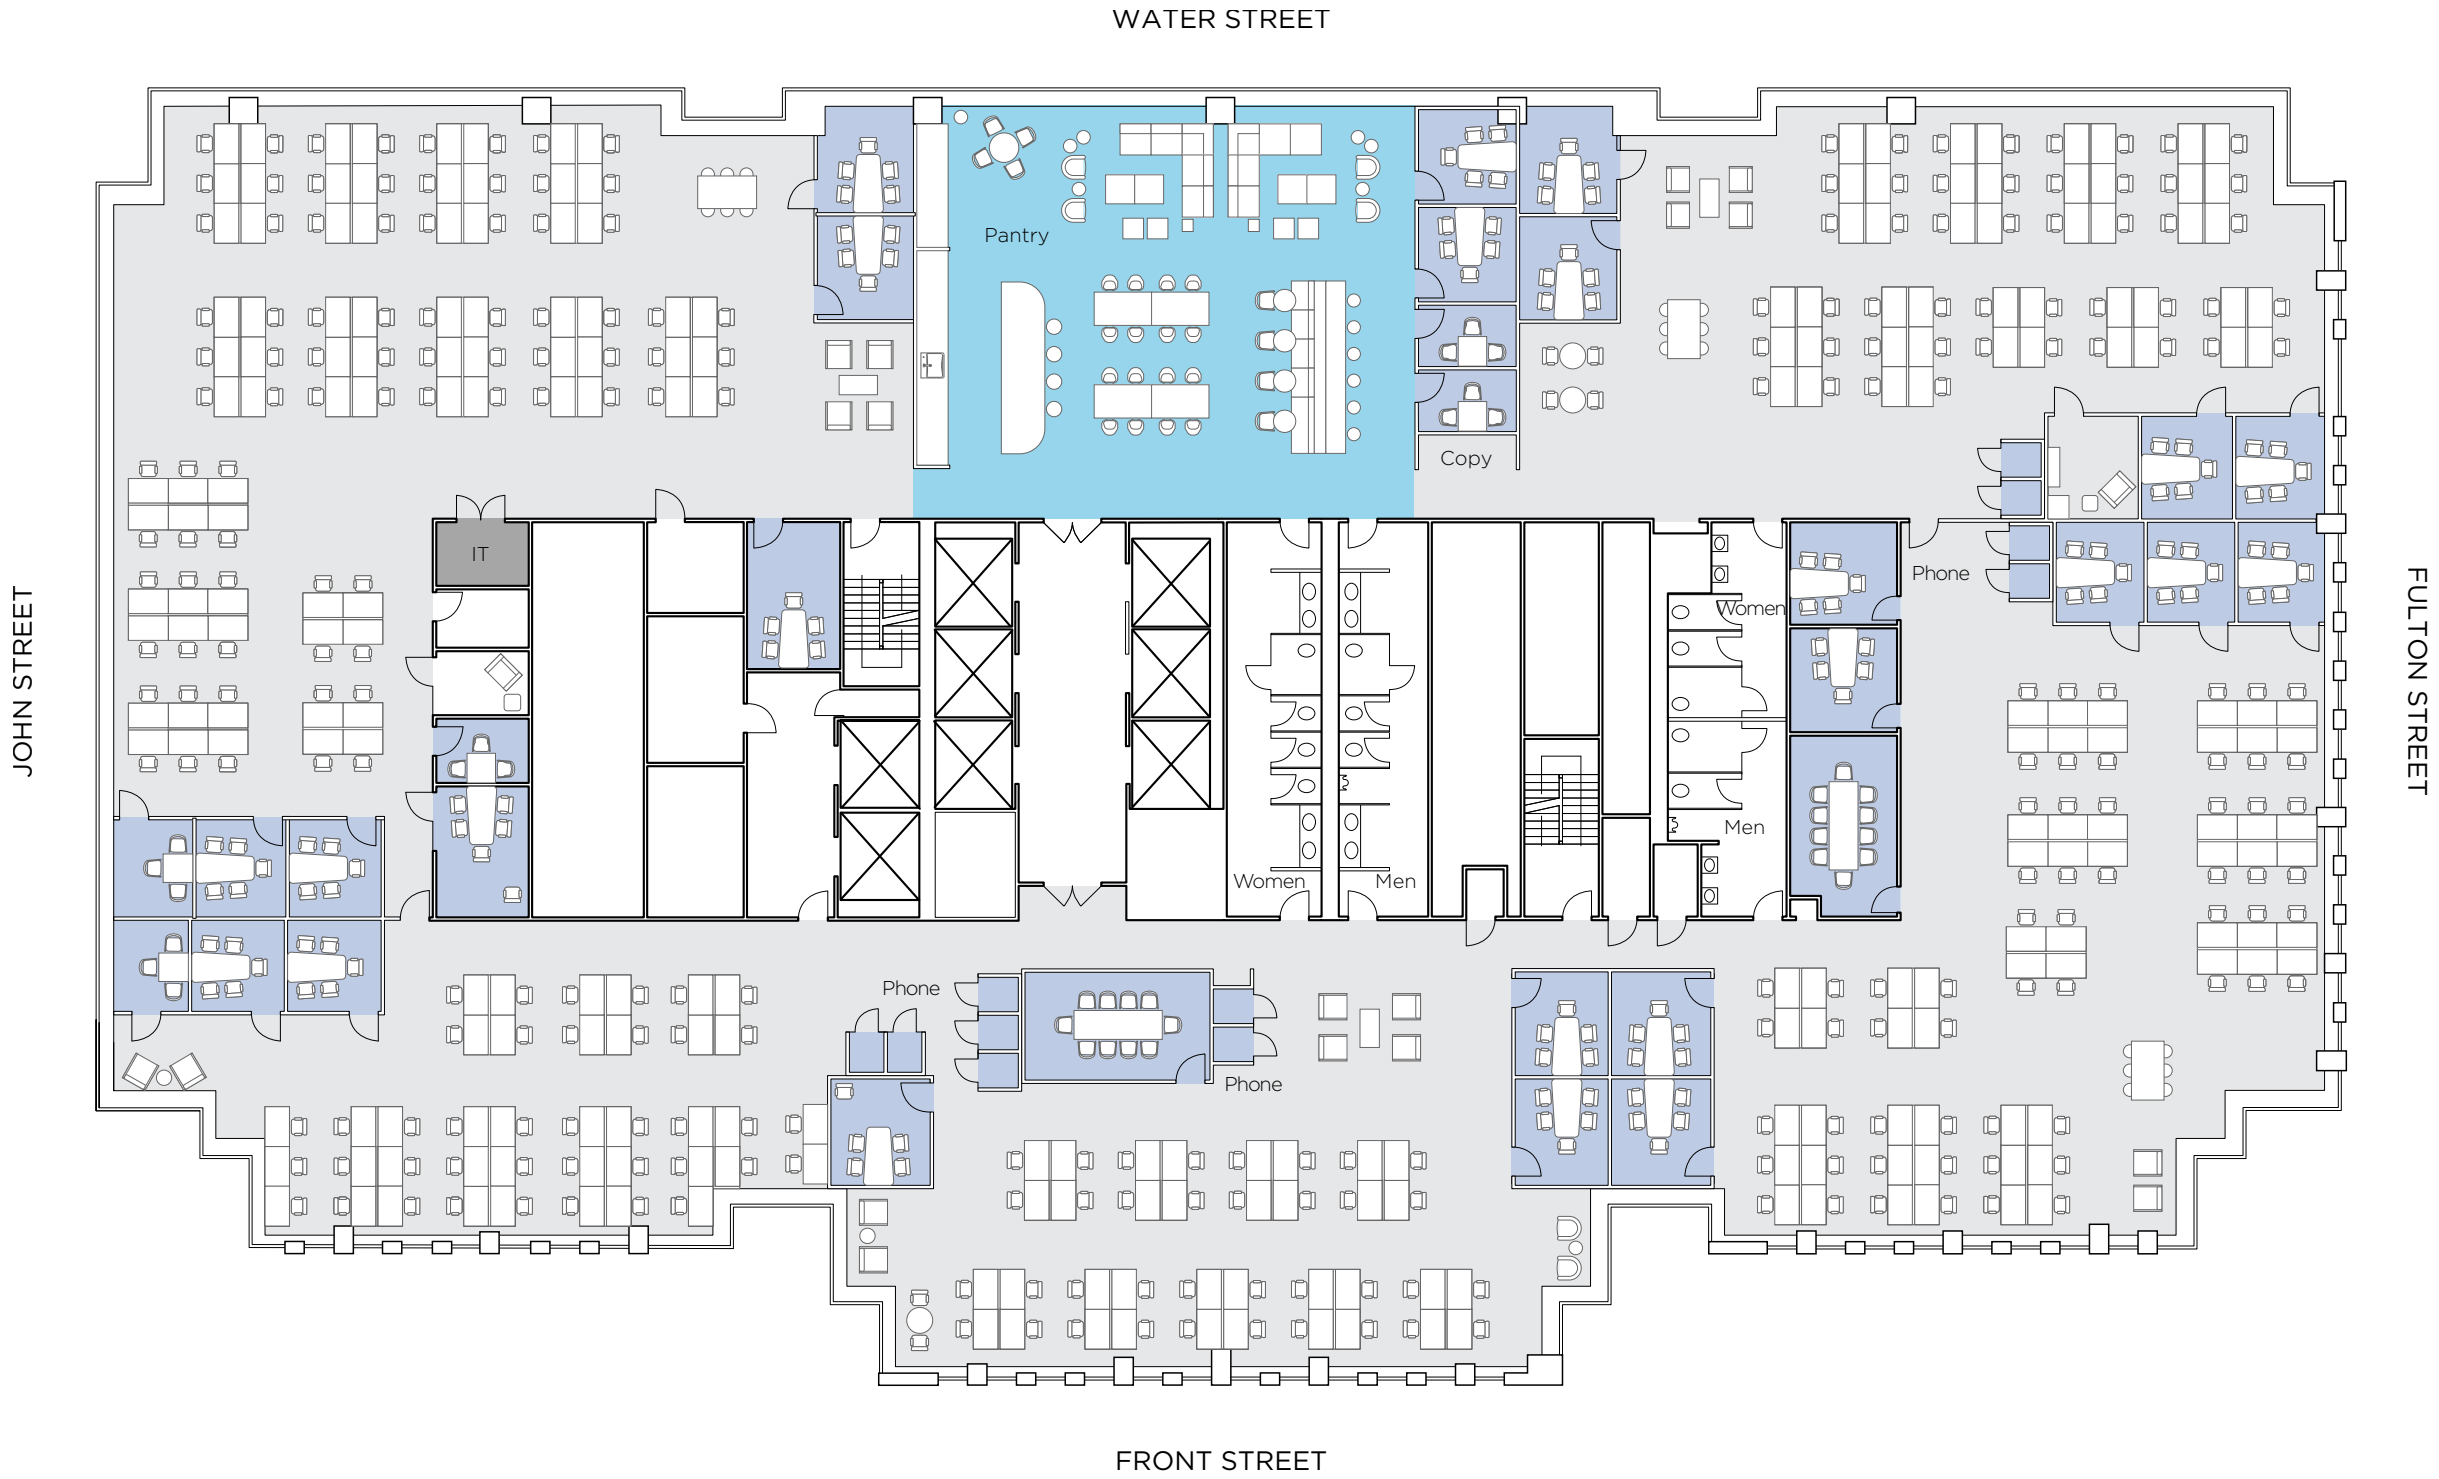 WATER STREET
Pantry
Copy
IT
Phone
Women
JOHN STREET
FULTON STREET
Men
Women
Men
Phone
Phone
FRONT STREET